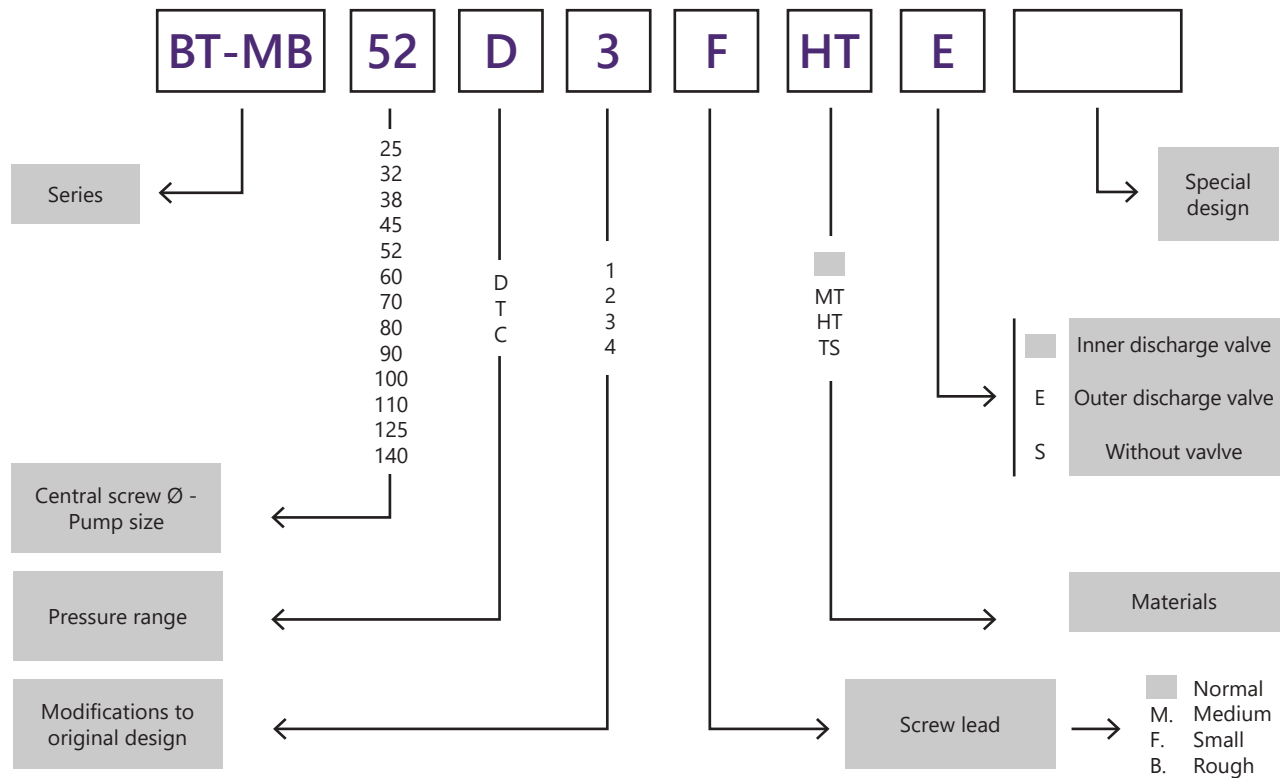 BT-MB 52 D 3 F HT E
25
32
38
45
52
60
70
80
90
100
110
125
140
D
T
C
1
2
3
4
MT
HT
TS
Series
Special
design
Inner discharge valve
E Outer discharge valve
S Without vavlve
Central screw Ø -
Pump size
Pressure range
Materials
Modifications to
original design
Screw lead
Normal
M. Medium
F. Small
B. Rough